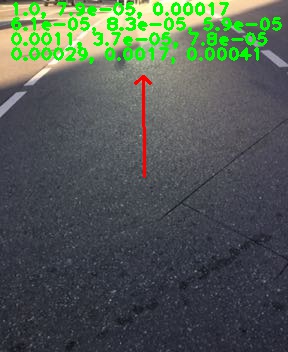 1.0, 7.9e-05, 0.00017
6.1e-05, 8.3e-05 5.9e-05
0.0011, 3.7e-05, 7.8e-05
0.00029, 0.0017, 0.00041